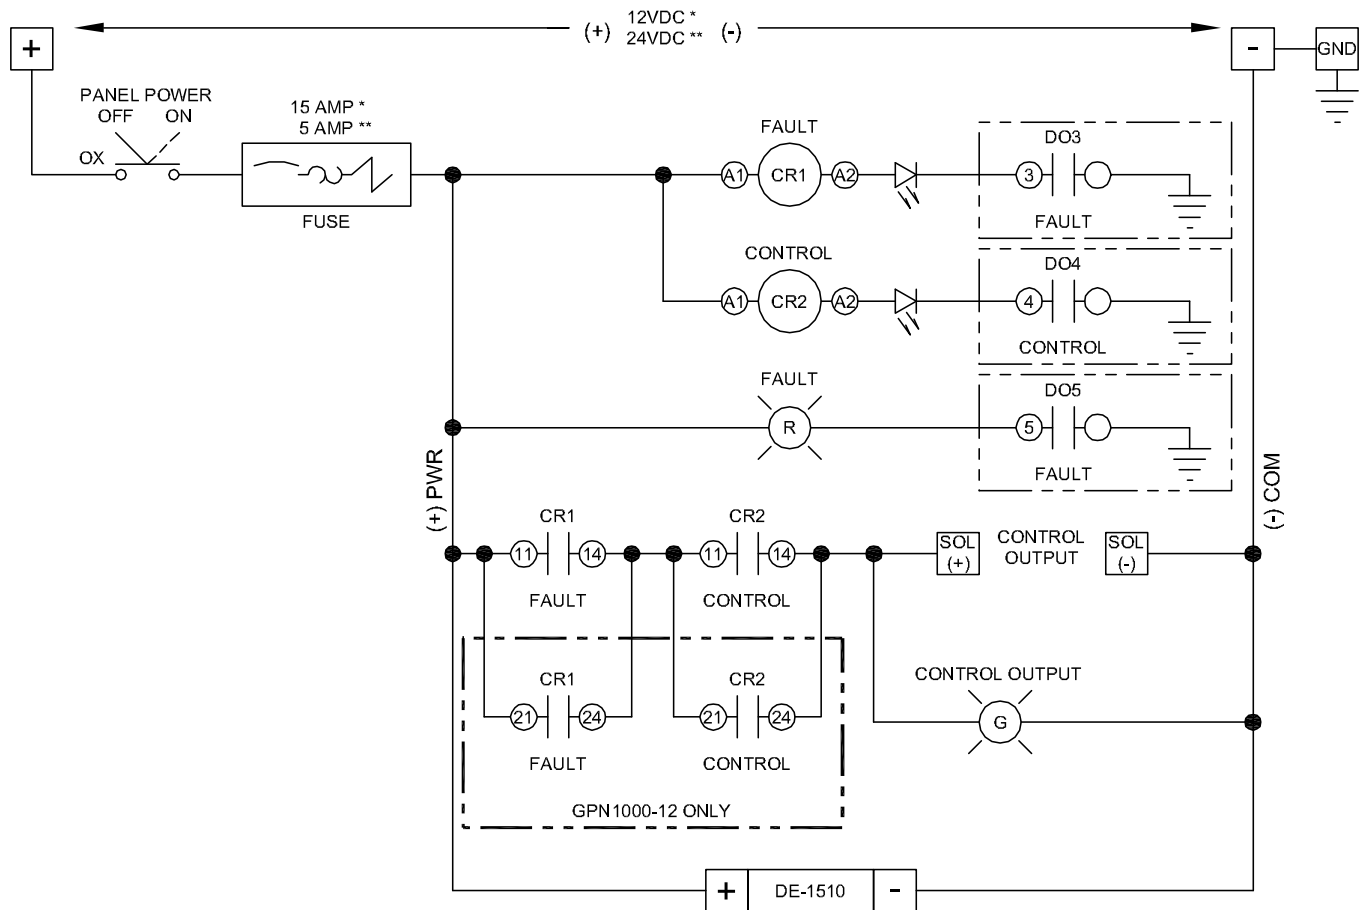 12VDC *
(+) 24VDC ** (-)
+
-
GND
PANEL POWER
OFF ON
OX
15 AMP *
5 AMP **
FUSE
FAULT
A1 CR1 A2
DO3
3
FAULT
CONTROL
A1 CR2 A2
DO4
4
CONTROL
FAULT
R
DO5
5
FAULT
(+) PWR
(-) COM
CR1
11 14
FAULT
CR2
11 14
CONTROL
SOL
(+)
CONTROL
OUTPUT
SOL
(-)
CR1
21 24
FAULT
CR2
21 24
CONTROL
GPN1000-12 ONLY
CONTROL OUTPUT
G
+ DE-1510 -